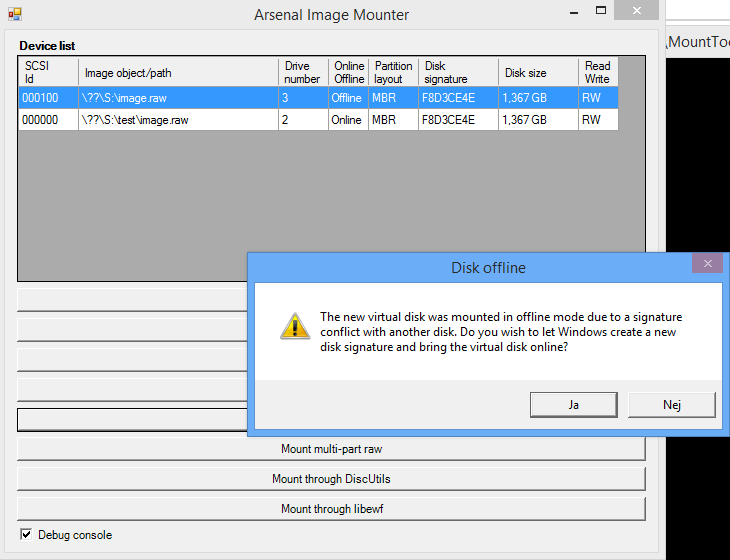 Arsenal Image Mounter
\MountToo
Device list
SCSI Id Image object/path Drive number Online Offline Partition layout Disk signature Disk size Read Write
000100 \??\S:\image.raw 3 Offline MBR F8D3CE4E 1,367 GB RW
000000 \??\S:\test\image.raw 2 Online MBR F8D3CE4E 1,367 GB RW
Disk offline
The new virtual disk was mounted in offline mode due to a signature
conflict with another disk. Do you wish to let Windows create a new
disk signature and bring the virtual disk online?
Ja Nej
Mount multi-part raw
Mount through DiscUtils
Mount through libewf
Debug console